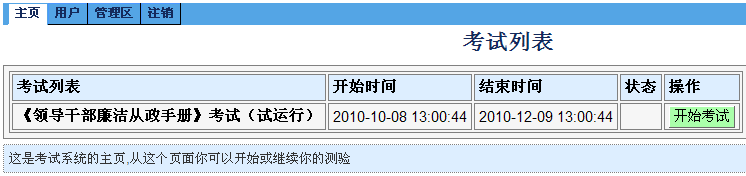 主页 用户 管理区 注销
考试列表
考试列表 开始时间 结束时间 状态 操作
《领导干部廉洁从政手册》考试（试运行） 2010-10-08 13:00:44 2010-12-09 13:00:44 开始考试
这是考试系统的主页,从这个页面你可以开始或继续你的测验